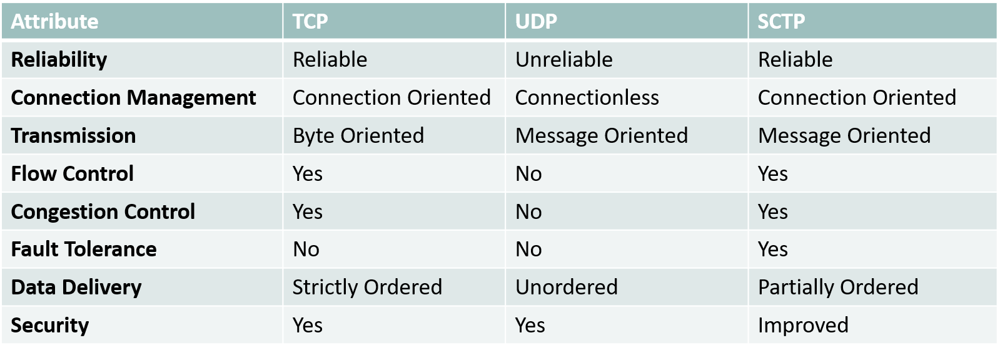 Attribute TCP UDP SCTP
Reliability Reliable Unreliable Reliable
Connection Management Connection Oriented Connectionless Connection Oriented
Transmission Byte Oriented Message Oriented Message Oriented
Flow Control Yes No Yes
Congestion Control Yes No Yes
Fault Tolerance No No Yes
Data Delivery Strictly Ordered Unordered Partially Ordered
Security Yes Yes Improved